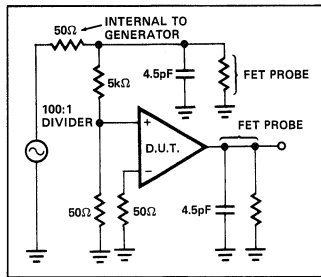 50Ω
INTERNAL TO
GENERATOR
5kΩ
4.5pF
FET PROBE
100:1
DIVIDER
+
D.U.T.
−
FET PROBE
50Ω
50Ω
4.5pF